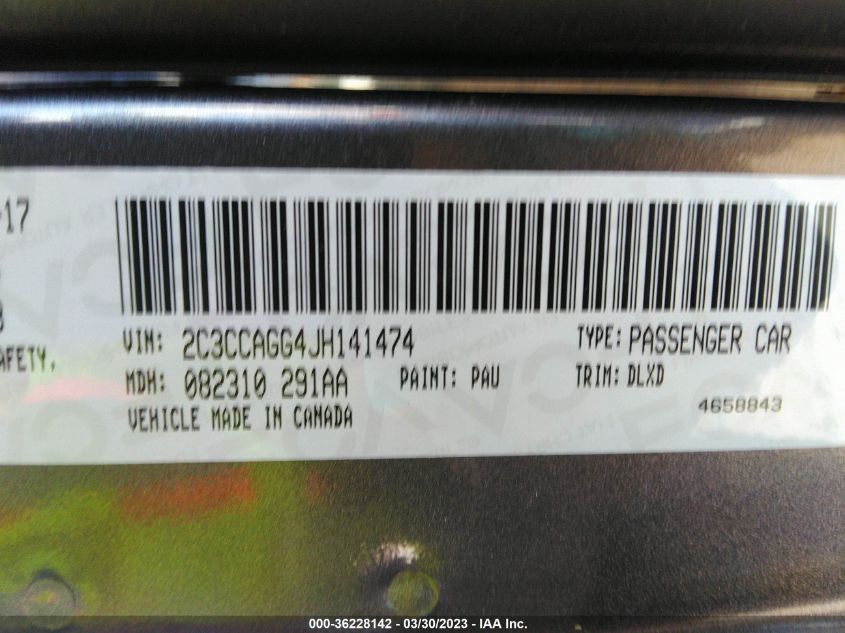 -17
VIN: 2C3CCAGG4JH141474 TYPE: PASSENGER CAR
AFETY,
MDH: 082310 291AA PAINT: PAU TRIM: DLXD
VEHICLE MADE IN CANADA 4658843
000-36228142 - 03/30/2023 - IAA Inc.